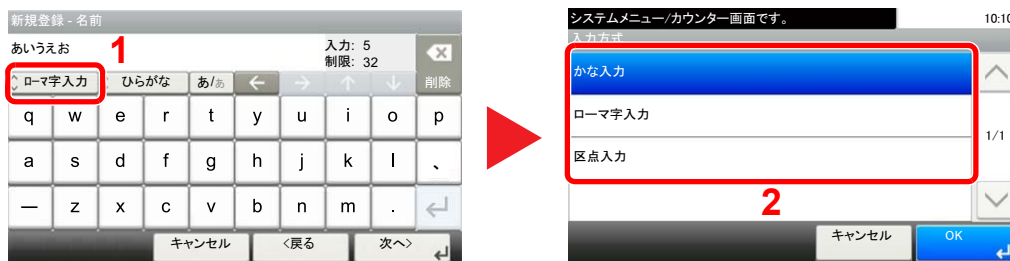 新規登録 - 名前
あいうえお
1
入力: 5
制限: 32
ローマ字入力 ひらがな あ/ぁ ← → ↑ ↓ 削除
q w e r t y u i o p
a s d f g h j k l 、
ー z x c v b n m .
キャンセル <戻る 次へ>
システムメニュー/カウンター画面です。 10:10
入力方式
かな入力
ローマ字入力
1/1
区点入力
2
キャンセル OK